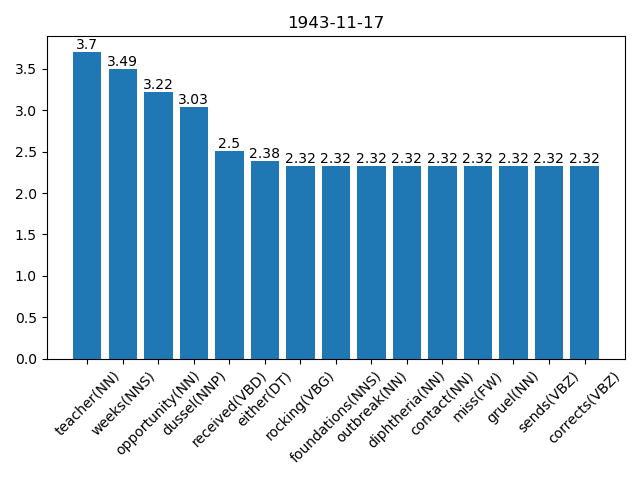 1943-11-17
3.7
3.49
3.22
3.03
2.5
2.38
2.32
2.32
2.32
2.32
2.32
2.32
2.32
2.32
2.32
3.5
3.0
2.5
2.0
1.5
1.0
0.5
0.0
teacher(NN)
weeks(NNS)
opportunity(NN)
dussel(NNP)
received(VBD)
either(DT)
rocking(VBG)
foundations(NNS)
outbreak(NN)
diphtheria(NN)
contact(NN)
miss(FW)
gruel(NN)
sends(VBZ)
corrects(VBZ)